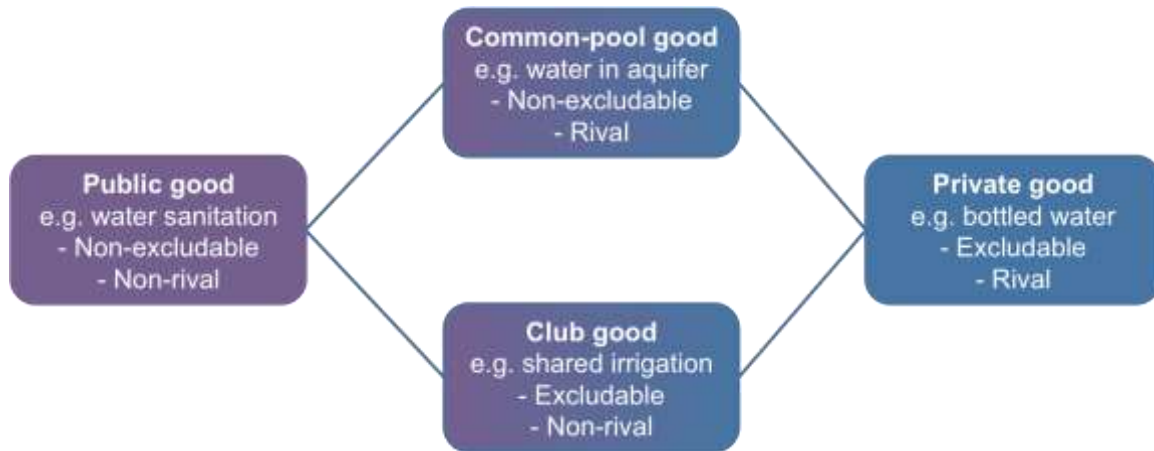 Common-pool good
e.g. water in aquifer
- Non-excludable
- Rival
Public good
e.g. water sanitation
- Non-excludable
- Non-rival
Private good
e.g. bottled water
- Excludable
- Rival
Club good
e.g. shared irrigation
- Excludable
- Non-rival